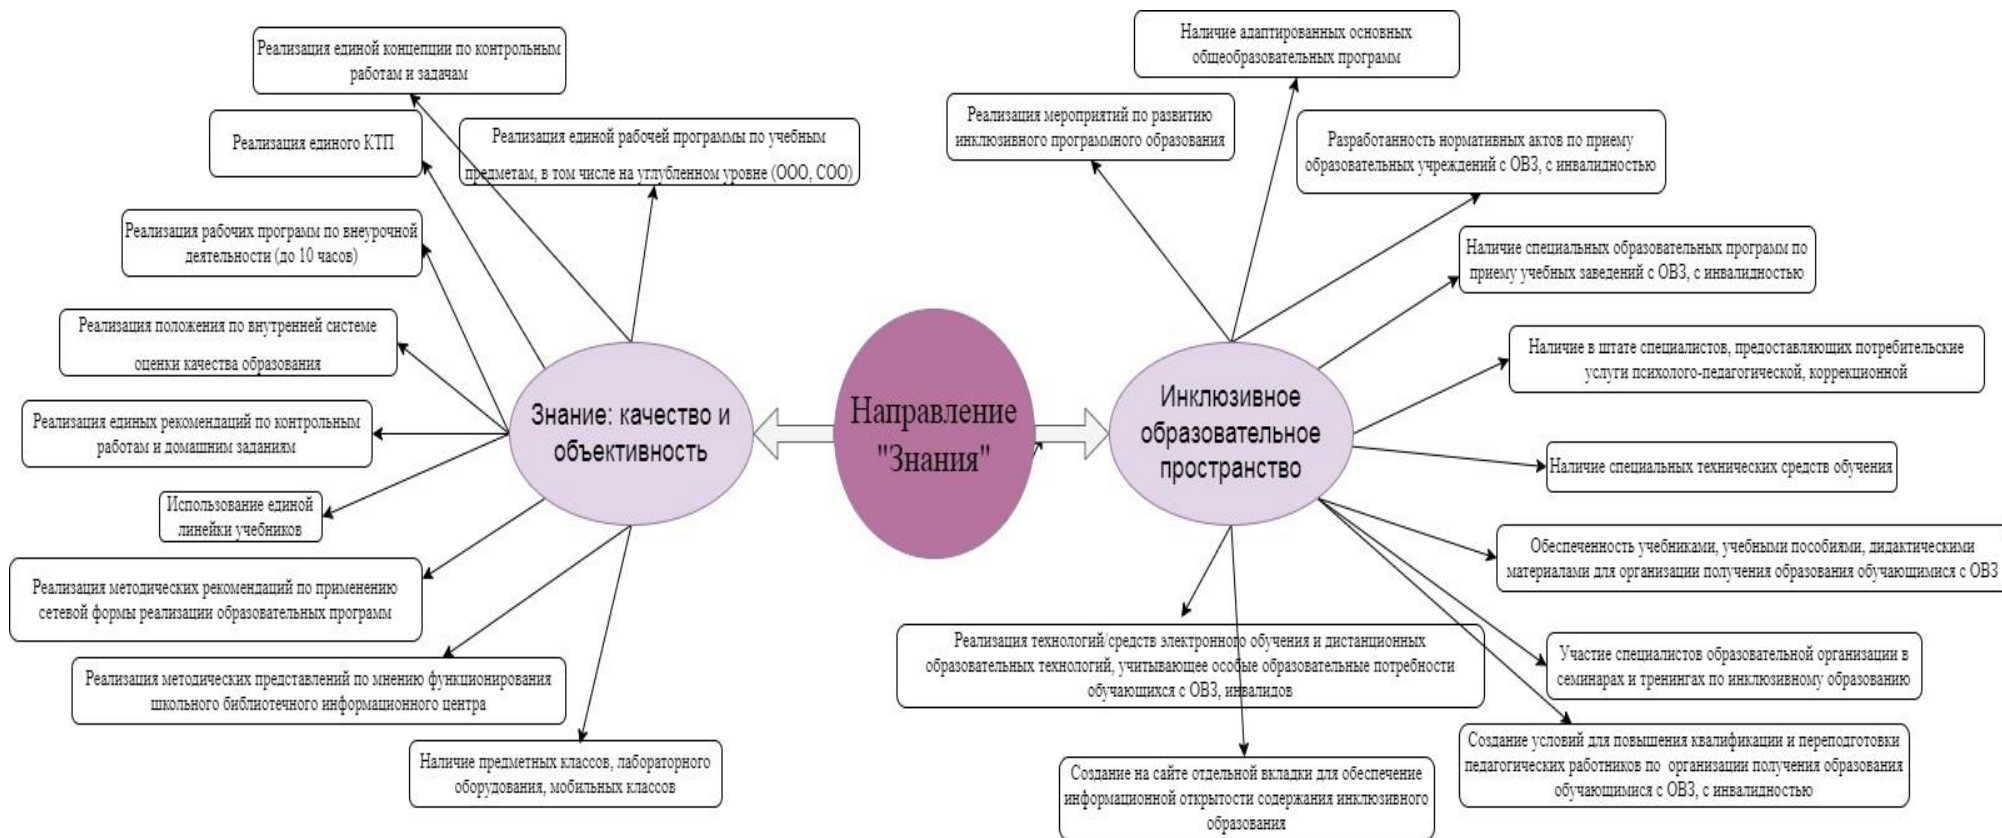 Реализация единой концепции по контрольным
работам и задачам
Реализация единого КТП
Реализация единой рабочей программы по учебным
предметам, в том числе на углубленном уровне (ООО, СОО)
Реализация рабочих программ по внеурочной
деятельности (до 10 часов)
Реализация положения по внутренней системе
оценки качества образования
Реализация единых рекомендаций по контрольным
работам и домашним заданиям
Использование единой
линейки учебников
Реализация методических рекомендаций по применению
сетевой формы реализации образовательных программ
Реализация методических представлений по мнению функционирования
школьного библиотечного информационного центра
Наличие предметных классов, лабораторного
оборудования, мобильных классов
Знание: качество и
объективность
Направление
"Знания"
Инклюзивное
образовательное
пространство
Наличие адаптированных основных
общеобразовательных программ
Реализация мероприятий по развитию
инклюзивного программного образования
Разработанность нормативных актов по приему
образовательных учреждений с ОВЗ, с инвалидностью
Наличие специальных образовательных программ по
приему учебных заведений с ОВЗ, с инвалидностью
Наличие в штате специалистов, предоставляющих потребительские
услуги психолого-педагогической, коррекционной
Наличие специальных технических средств обучения
Обеспеченность учебниками, учебными пособиями, дидактическими
материалами для организации получения образования обучающимися с ОВЗ
Участие специалистов образовательной организации в
семинарах и тренингах по инклюзивному образованию
Создание условий для повышения квалификации и переподготовки
педагогических работников по организации получения образования
обучающимися с ОВЗ, с инвалидностью
Реализация технологий/средств электронного обучения и дистанционных
образовательных технологий, учитывающее особые образовательные потребности
обучающихся с ОВЗ, инвалидов
Создание на сайте отдельной вкладки для обеспечение
информационной открытости содержания инклюзивного
образования